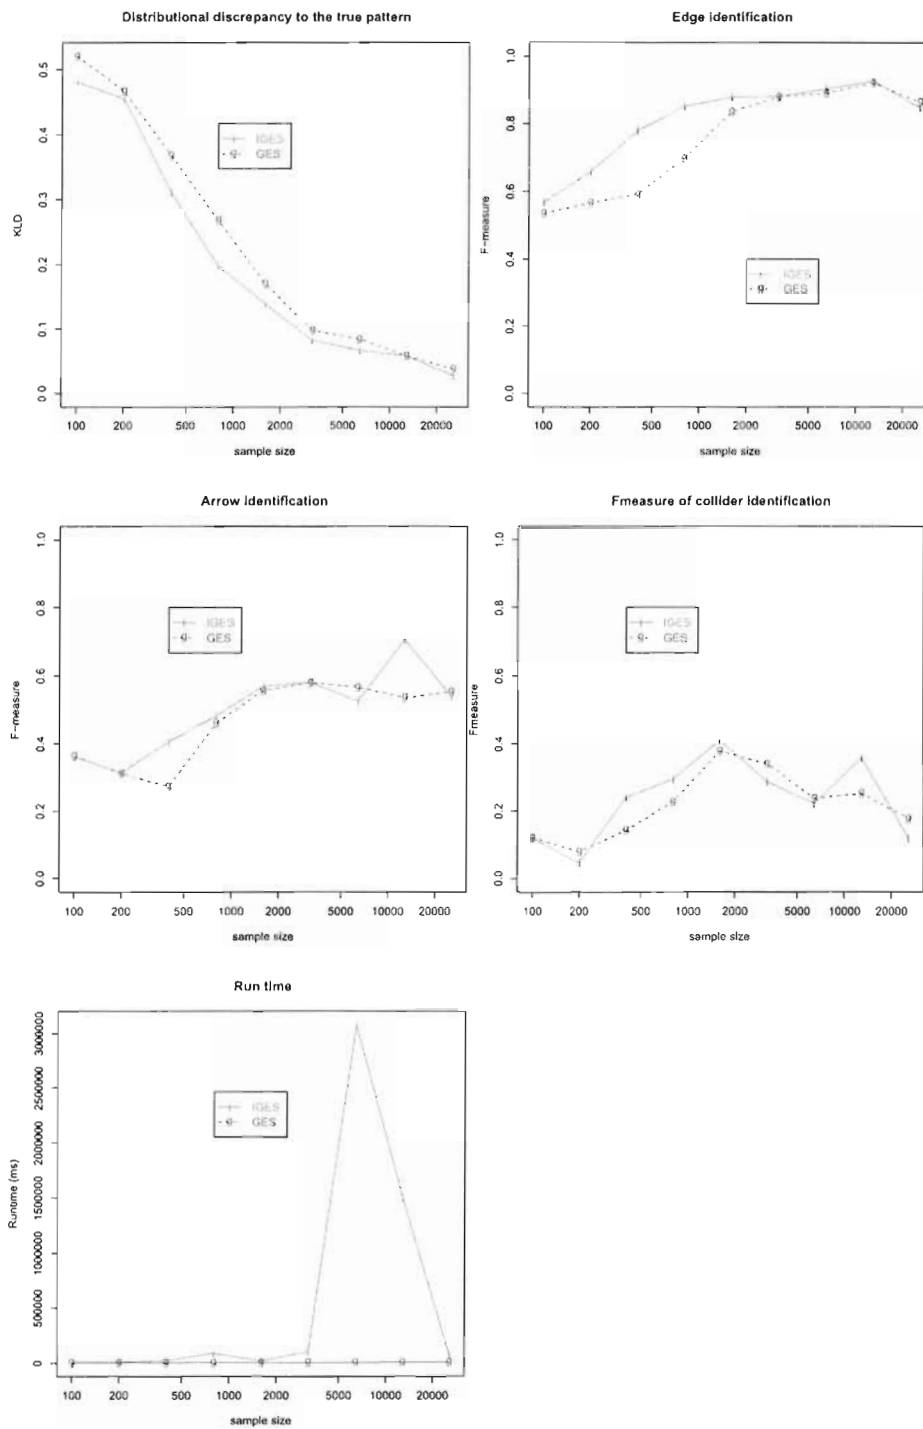 Distributional discrepancy to the true pattern
KLD
0.5
0.4
0.3
0.2
0.1
0.0
IGES
g GES
100 200 500 1000 2000 5000 10000 20000
sample size
Edge identification
F-measure
1.0
0.8
0.6
0.4
0.2
0.0
IGES
g GES
100 200 500 1000 2000 5000 10000 20000
sample size
Arrow identification
F-measure
1.0
0.8
0.6
0.4
0.2
0.0
IGES
g GES
100 200 500 1000 2000 5000 10000 20000
sample size
Fmeasure of collider identification
Fmeasure
1.0
0.8
0.6
0.4
0.2
0.0
IGES
g GES
100 200 500 1000 2000 5000 10000 20000
sample size
Run time
Runtime (ms)
3000000
2500000
2000000
1500000
1000000
500000
0
IGES
g GES
100 200 500 1000 2000 5000 10000 20000
sample size